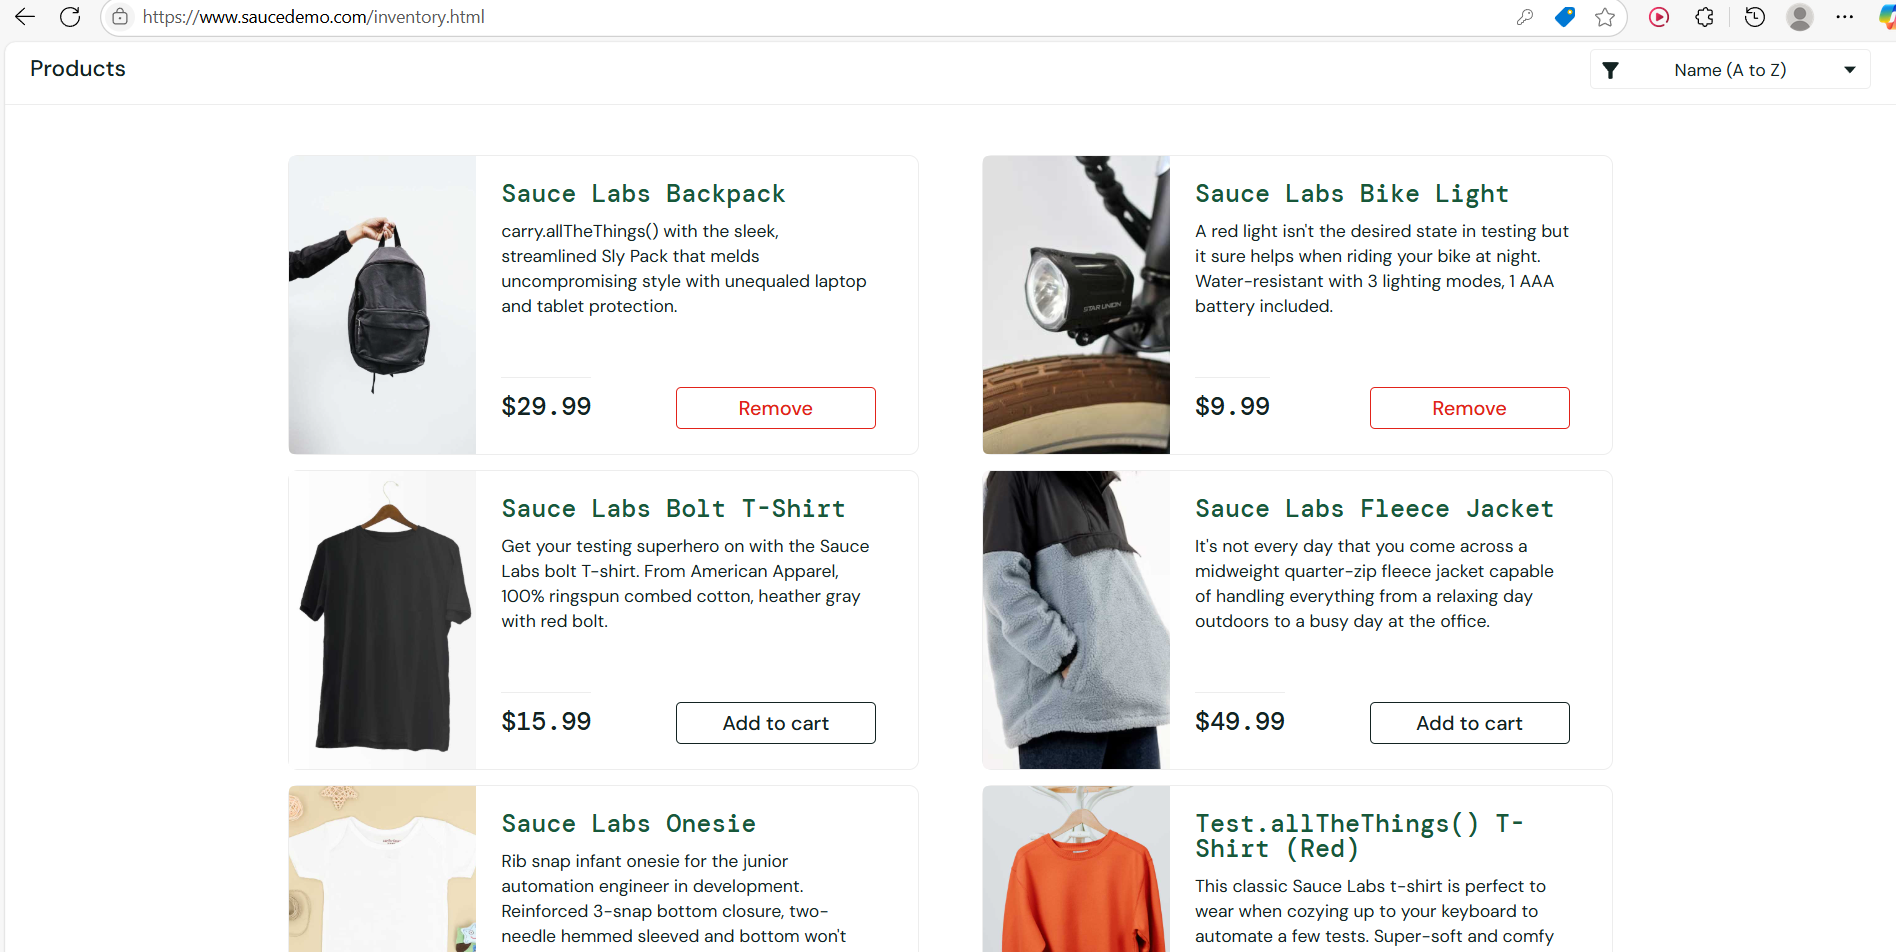 https://www.saucedemo.com/inventory.html
Products
Name (A to Z)
Sauce Labs Backpack
carry.allTheThings() with the sleek,
streamlined Sly Pack that melds
uncompromising style with unequaled laptop
and tablet protection.
$29.99
Remove
Sauce Labs Bike Light
A red light isn't the desired state in testing but
it sure helps when riding your bike at night.
Water-resistant with 3 lighting modes, 1 AAA
battery included.
STAR UNION
$9.99
Remove
Sauce Labs Bolt T-Shirt
Get your testing superhero on with the Sauce
Labs bolt T-shirt. From American Apparel,
100% ringspun combed cotton, heather gray
with red bolt.
$15.99
Add to cart
Sauce Labs Fleece Jacket
It's not every day that you come across a
midweight quarter-zip fleece jacket capable
of handling everything from a relaxing day
outdoors to a busy day at the office.
$49.99
Add to cart
Sauce Labs Onesie
Rib snap infant onesie for the junior
automation engineer in development.
Reinforced 3-snap bottom closure, two-
needle hemmed sleeved and bottom won't
Test.allTheThings() T-
Shirt (Red)
This classic Sauce Labs t-shirt is perfect to
wear when cozying up to your keyboard to
automate a few tests. Super-soft and comfy